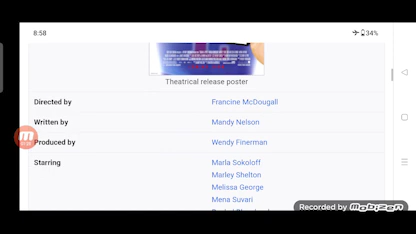 8:58
34%
Theatrical release poster
Directed by Francine McDougall
Written by Mandy Nelson
Produced by Wendy Finerman
Starring Marla Sokoloff
Marley Shelton
Melissa George
Mena Suvari
Recorded by MOBIZEN